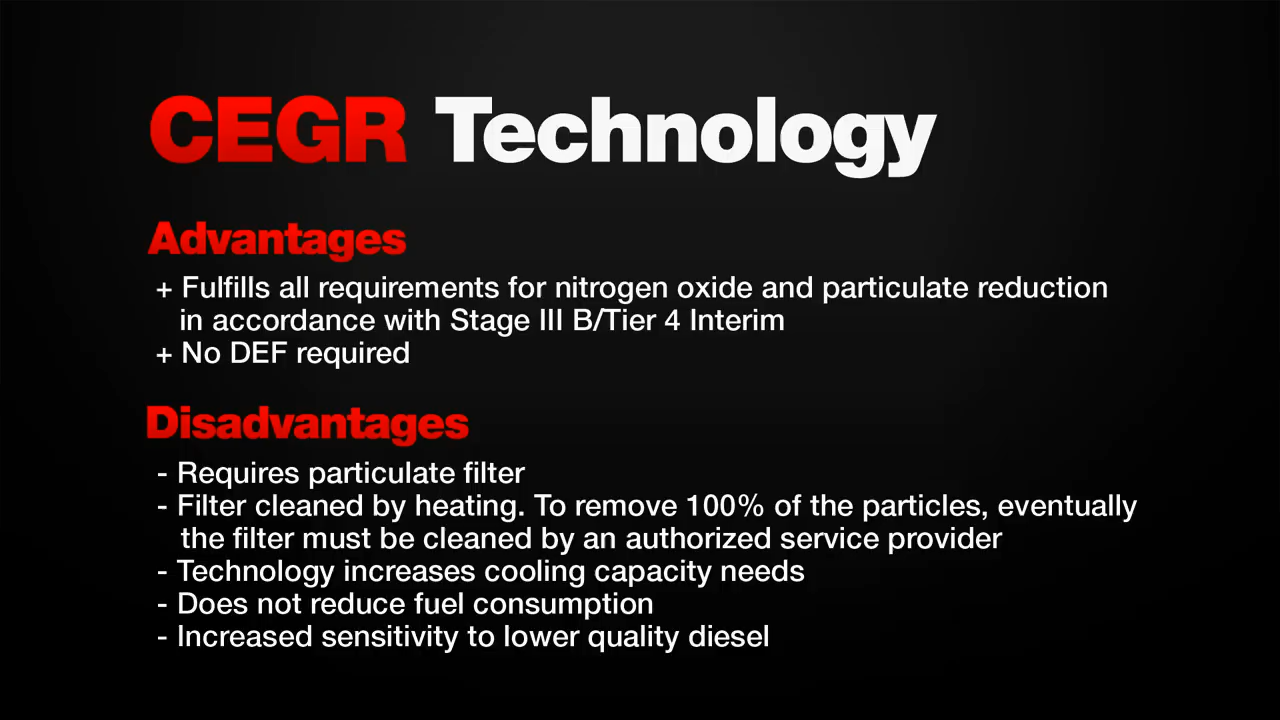 CEGR Technology
Advantages
+ Fulfills all requirements for nitrogen oxide and particulate reduction
in accordance with Stage III B/Tier 4 Interim
+ No DEF required
Disadvantages
- Requires particulate filter
- Filter cleaned by heating. To remove 100% of the particles, eventually
the filter must be cleaned by an authorized service provider
- Technology increases cooling capacity needs
- Does not reduce fuel consumption
- Increased sensitivity to lower quality diesel